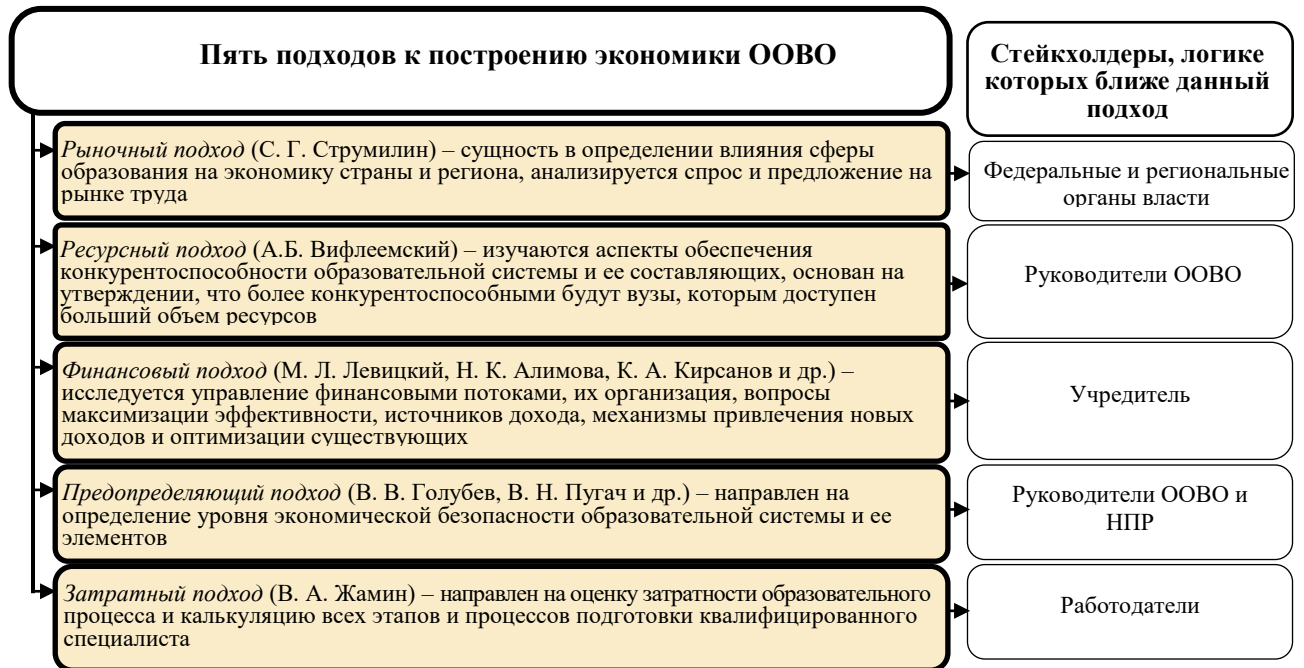 Пять подходов к построению экономики ООВО
Стейкхолдеры, логике
которых ближе данный
подход
Рыночный подход (С. Г. Струмилин) – сущность в определении влияния сферы
образования на экономику страны и региона, анализируется спрос и предложение на
рынке труда
Федеральные и региональные
органы власти
Ресурсный подход (А.Б. Вифлеемский) – изучаются аспекты обеспечения
конкурентоспособности образовательной системы и ее составляющих, основан на
утверждении, что более конкурентоспособными будут вузы, которым доступен
больший объем ресурсов
Руководители ООВО
Финансовый подход (М. Л. Левицкий, Н. К. Алимова, К. А. Кирсанов и др.) –
исследуется управление финансовыми потоками, их организация, вопросы
максимизации эффективности, источников дохода, механизмы привлечения новых
доходов и оптимизации существующих
Учредитель
Предопределяющий подход (В. В. Голубев, В. Н. Пугач и др.) – направлен на
определение уровня экономической безопасности образовательной системы и ее
элементов
Руководители ООВО и
НПР
Затратный подход (В. А. Жамин) – направлен на оценку затратности образовательного
процесса и калькуляцию всех этапов и процессов подготовки квалифицированного
специалиста
Работодатели